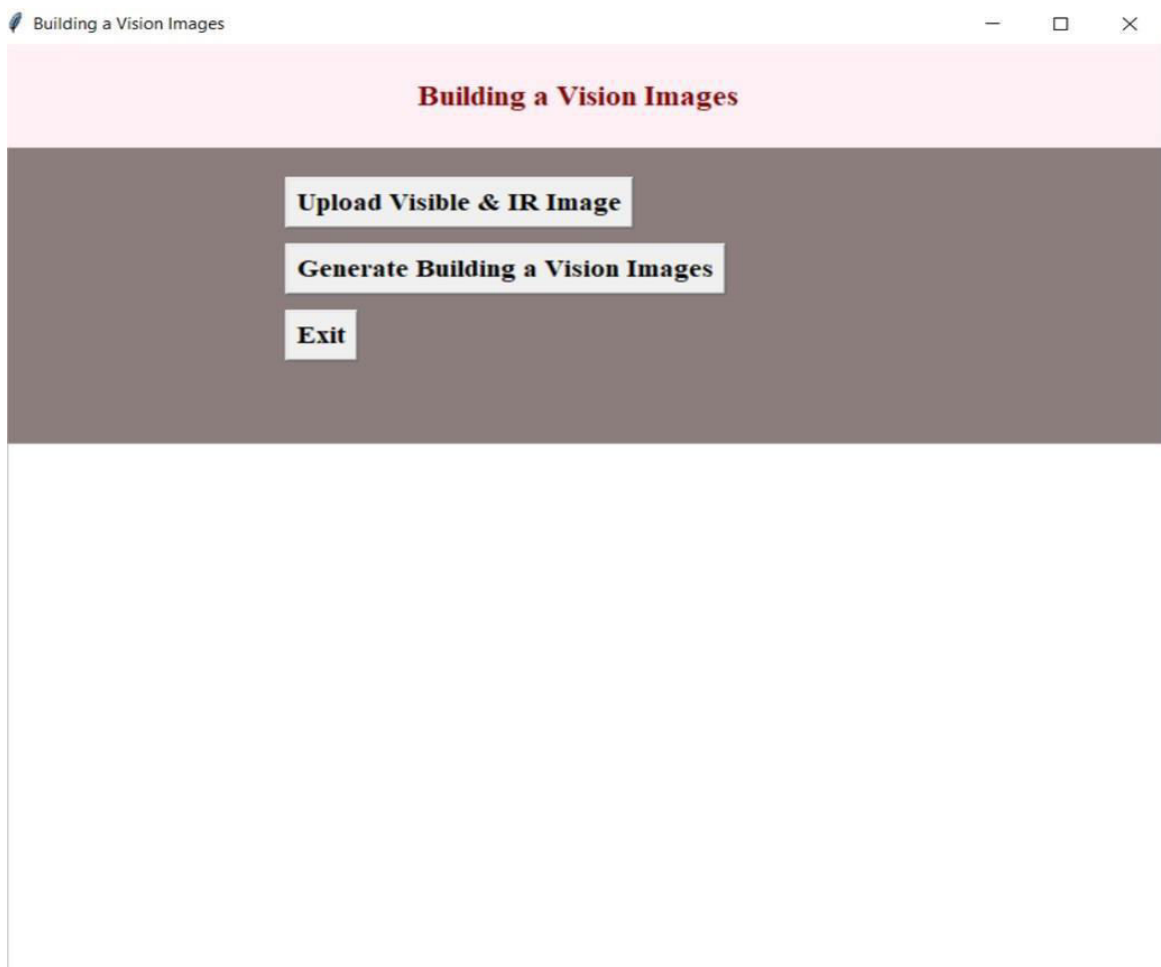 Building a Vision Images
Building a Vision Images
Upload Visible & IR Image
Generate Building a Vision Images
Exit